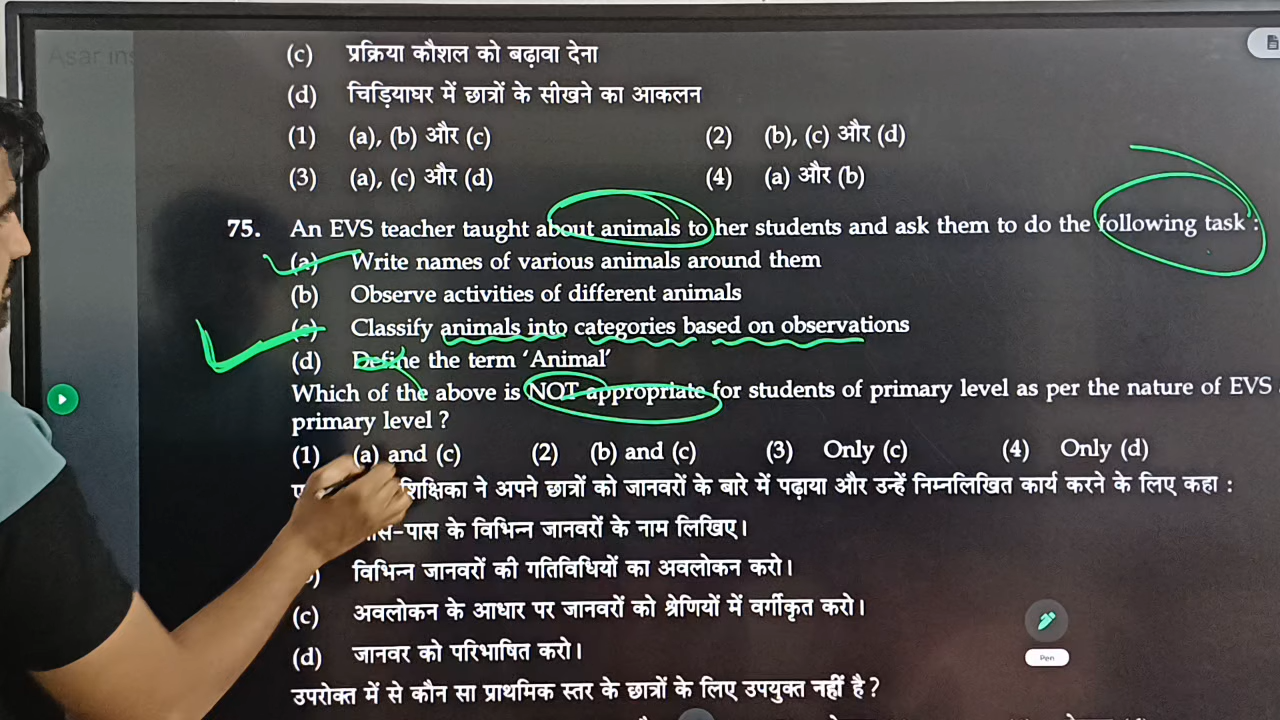 Asar ins
(c) प्रक्रिया कौशल को बढ़ावा देना
(d) चिड़ियाघर में छात्रों के सीखने का आकलन
(1) (a), (b) और (c) (2) (b), (c) और (d)
(3) (a), (c) और (d) (4) (a) और (b)
75. An EVS teacher taught about animals to her students and ask them to do the following task :
(a) Write names of various animals around them
(b) Observe activities of different animals
(c) Classify animals into categories based on observations
(d) Define the term ‘Animal’
Which of the above is NOT appropriate for students of primary level as per the nature of EVS
primary level ?
(1) (a) and (c) (2) (b) and (c) (3) Only (c) (4) Only (d)
शिक्षिका ने अपने छात्रों को जानवरों के बारे में पढ़ाया और उन्हें निम्नलिखित कार्य करने के लिए कहा :
के विभिन्न जानवरों के नाम लिखिए।
विभिन्न जानवरों की गतिविधियों का अवलोकन करो।
(c) अवलोकन के आधार पर जानवरों को श्रेणियों में वर्गीकृत करो।
(d) जानवर को परिभाषित करो।
Pen
उपरोक्त में से कौन सा प्राथमिक स्तर के छात्रों के लिए उपयुक्त नहीं है ?